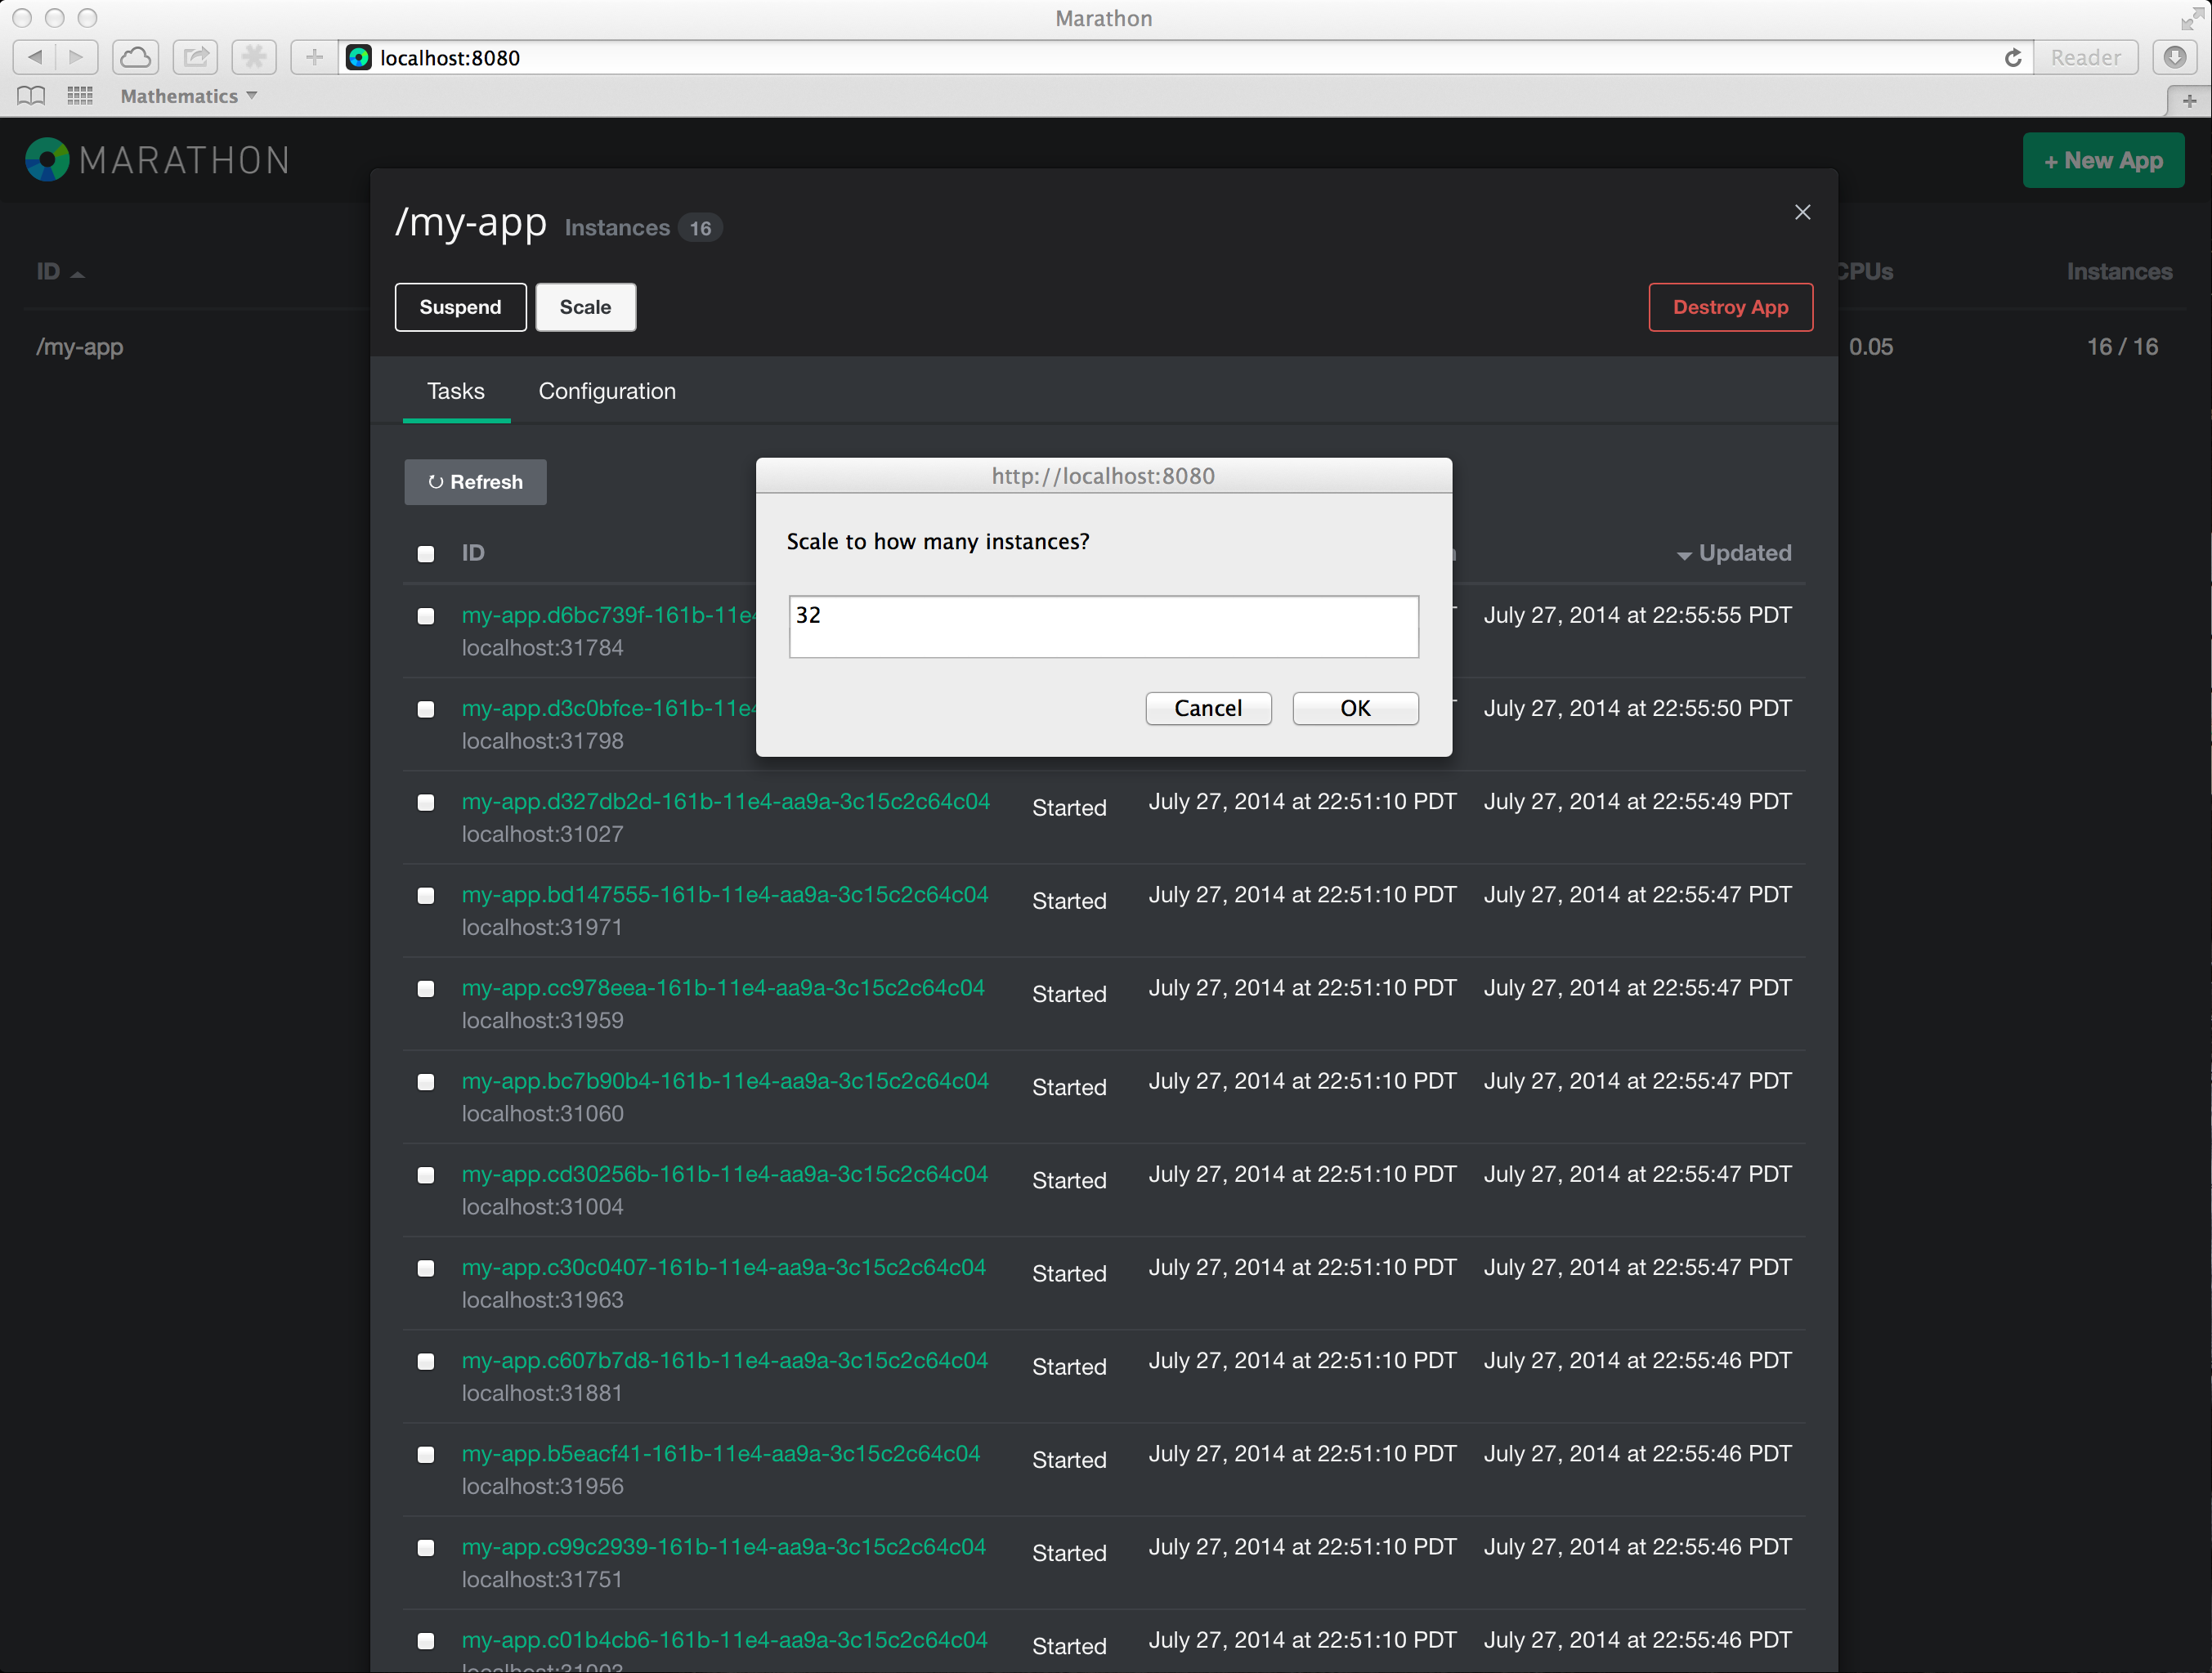 Marathon
localhost:8080
Reader
Mathematics
MARATHON
+ New App
/my-app Instances 16
ID CPUs Instances
Suspend Scale Destroy App
/my-app 0.05 16 / 16
Tasks Configuration
http://localhost:8080
Refresh
Scale to how many instances?
ID Updated
32
my-app.d6bc739f-161b-11e4 July 27, 2014 at 22:55:55 PDT
localhost:31784
Cancel OK
my-app.d3c0bfce-161b-11e4 July 27, 2014 at 22:55:50 PDT
localhost:31798
my-app.d327db2d-161b-11e4-aa9a-3c15c2c64c04 Started July 27, 2014 at 22:51:10 PDT July 27, 2014 at 22:55:49 PDT
localhost:31027
my-app.bd147555-161b-11e4-aa9a-3c15c2c64c04 Started July 27, 2014 at 22:51:10 PDT July 27, 2014 at 22:55:47 PDT
localhost:31971
my-app.cc978eea-161b-11e4-aa9a-3c15c2c64c04 Started July 27, 2014 at 22:51:10 PDT July 27, 2014 at 22:55:47 PDT
localhost:31959
my-app.bc7b90b4-161b-11e4-aa9a-3c15c2c64c04 Started July 27, 2014 at 22:51:10 PDT July 27, 2014 at 22:55:47 PDT
localhost:31060
my-app.cd30256b-161b-11e4-aa9a-3c15c2c64c04 Started July 27, 2014 at 22:51:10 PDT July 27, 2014 at 22:55:47 PDT
localhost:31004
my-app.c30c0407-161b-11e4-aa9a-3c15c2c64c04 Started July 27, 2014 at 22:51:10 PDT July 27, 2014 at 22:55:47 PDT
localhost:31963
my-app.c607b7d8-161b-11e4-aa9a-3c15c2c64c04 Started July 27, 2014 at 22:51:10 PDT July 27, 2014 at 22:55:46 PDT
localhost:31881
my-app.b5eacf41-161b-11e4-aa9a-3c15c2c64c04 Started July 27, 2014 at 22:51:10 PDT July 27, 2014 at 22:55:46 PDT
localhost:31956
my-app.c99c2939-161b-11e4-aa9a-3c15c2c64c04 Started July 27, 2014 at 22:51:10 PDT July 27, 2014 at 22:55:46 PDT
localhost:31751
my-app.c01b4cb6-161b-11e4-aa9a-3c15c2c64c04 Started July 27, 2014 at 22:51:10 PDT July 27, 2014 at 22:55:46 PDT